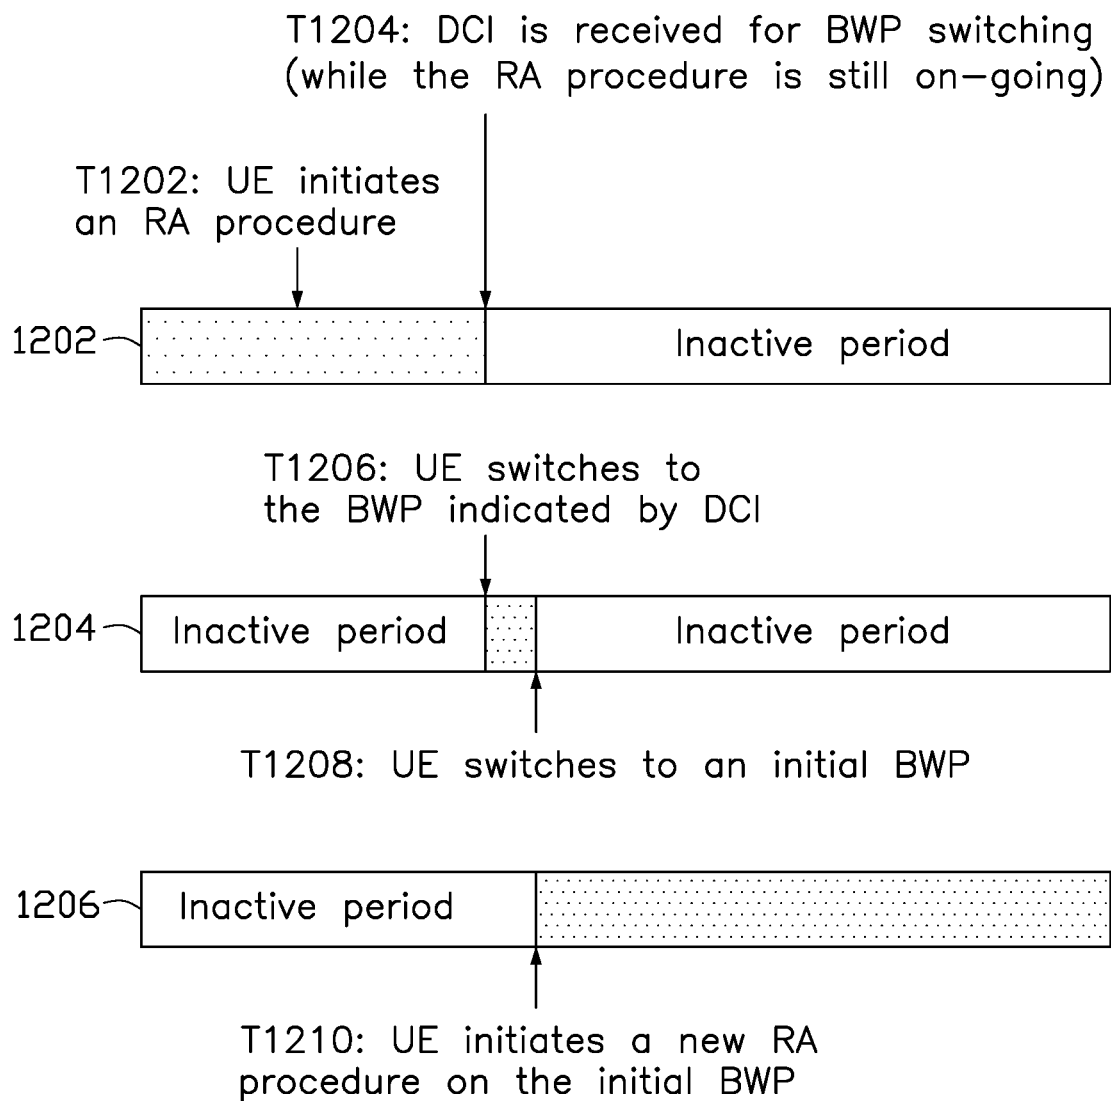 T1204: DCI is received for BWP switching
(while the RA procedure is still on-going)
T1202: UE initiates
an RA procedure
1202
Inactive period
T1206: UE switches to
the BWP indicated by DCI
1204
Inactive period
Inactive period
T1208: UE switches to an initial BWP
1206
Inactive period
T1210: UE initiates a new RA
procedure on the initial BWP